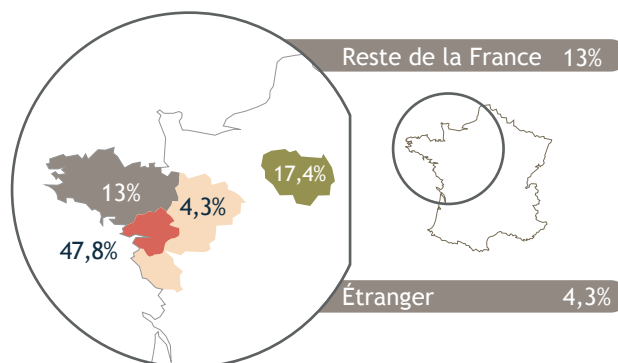 Reste de la France 13%
17,4%
13%
4,3%
47,8%
Étranger 4,3%